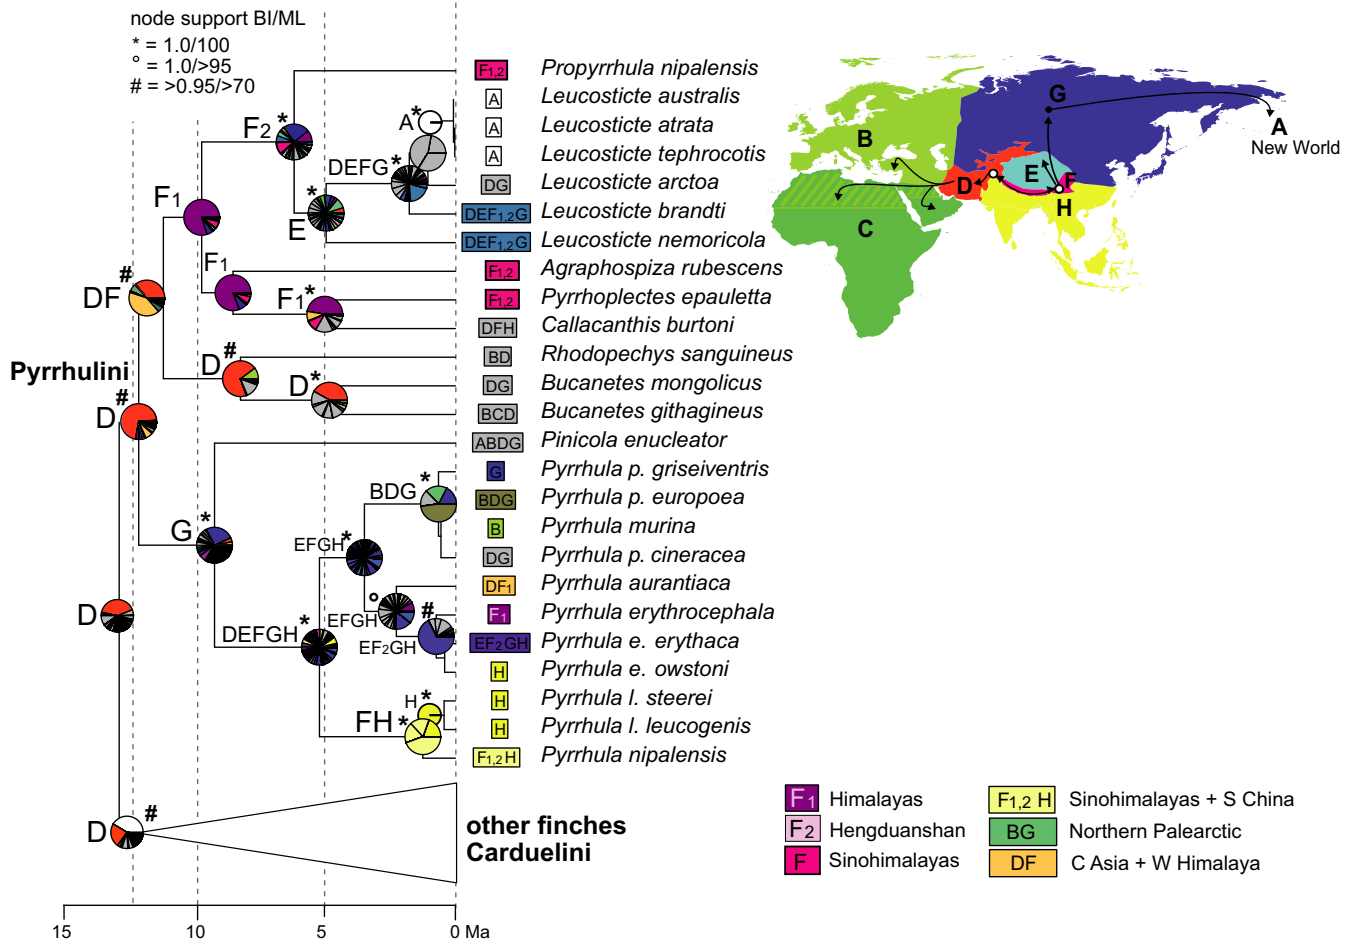 node support BI/ML
* = 1.0/100
° = 1.0/>95
# = >0.95/>70
F1,2 Propyrrhula nipalensis
A Leucosticte australis
A Leucosticte atrata
A Leucosticte tephrocotis
DG Leucosticte arctoa
DEF1,2G Leucosticte brandti
DEF1,2G Leucosticte nemoricola
F1,2 Agraphospiza rubescens
F1,2 Pyrrhoplectes epauletta
DFH Callacanthis burtoni
BD Rhodopechys sanguineus
DG Bucanetes mongolicus
BCD Bucanetes githagineus
ABDG Pinicola enucleator
G Pyrrhula p. griseiventris
BDG Pyrrhula p. europoea
B Pyrrhula murina
DG Pyrrhula p. cineracea
DF1 Pyrrhula aurantiaca
F1 Pyrrhula erythrocephala
EF2GH Pyrrhula e. erythaca
H Pyrrhula e. owstoni
H Pyrrhula l. steerei
H Pyrrhula l. leucogenis
F1,2 H Pyrrhula nipalensis
other finches
Carduelini
Pyrrhulini
F2 *
A *
DEFG *
E *
F1
F1
F1 *
DF #
D #
D *
D #
G *
BDG *
EFGH *
EFGH °
EF2GH #
DEFGH *
H *
FH *
D
D #
15 10 5 0 Ma
G
A
New World
B
E
F
D
H
C
F1 Himalayas
F2 Hengduanshan
F Sinohimalayas
F1,2 H Sinohimalayas + S China
BG Northern Palearctic
DF C Asia + W Himalaya